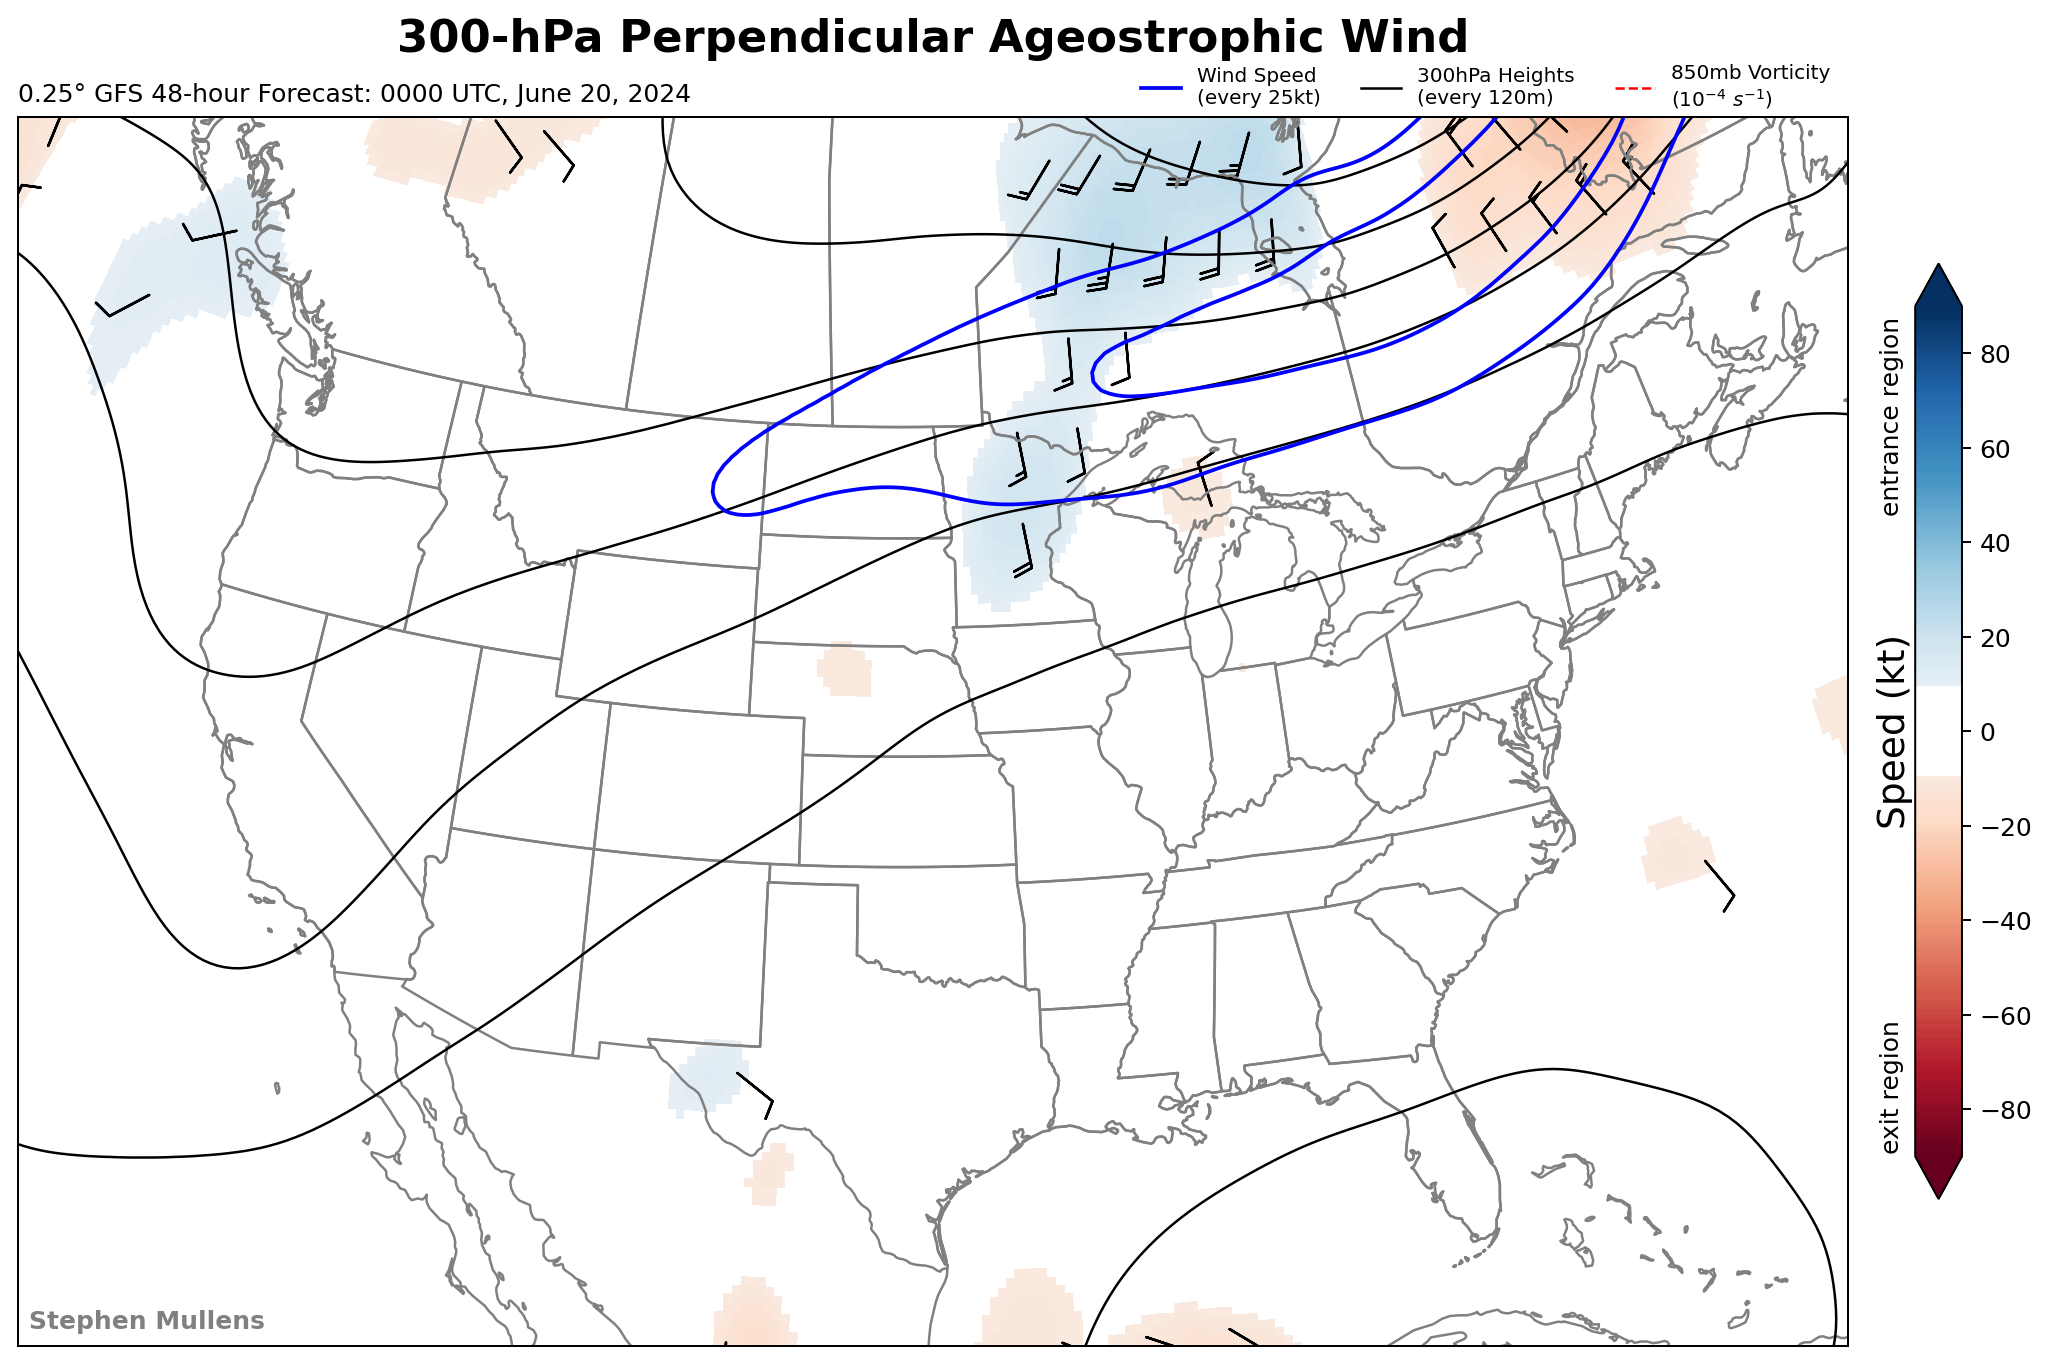 300-hPa Perpendicular Ageostrophic Wind
0.25° GFS 48-hour Forecast: 0000 UTC, June 20, 2024
Wind Speed
(every 25kt)
300hPa Heights
(every 120m)
850mb Vorticity
(10⁻⁴ s⁻¹)
entrance region
Speed (kt)
exit region
80
60
40
20
0
−20
−40
−60
−80
Stephen Mullens